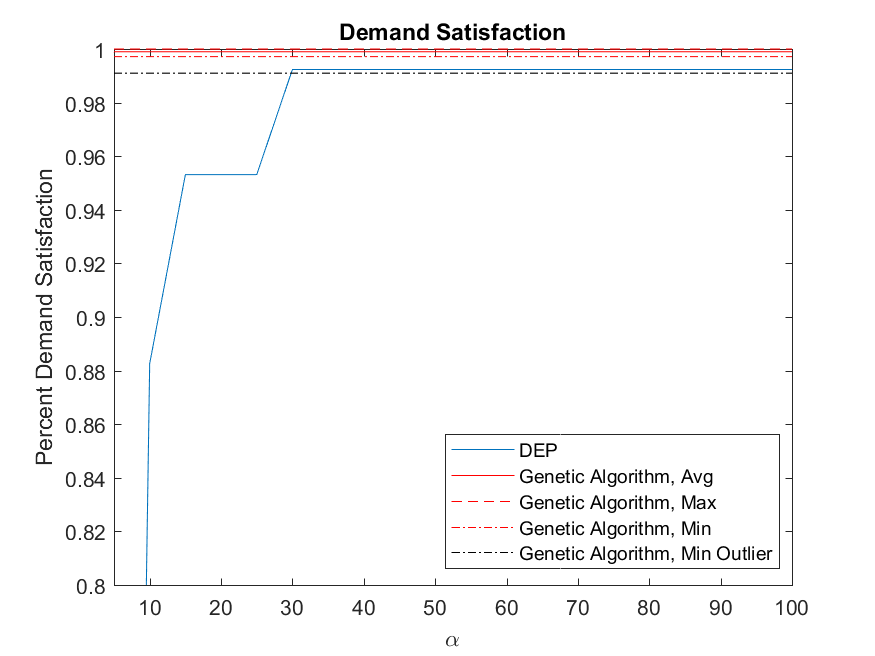 Demand Satisfaction
Percent Demand Satisfaction
1
0.98
0.96
0.94
0.92
0.9
0.88
0.86
0.84
0.82
0.8
DEP
Genetic Algorithm, Avg
Genetic Algorithm, Max
Genetic Algorithm, Min
Genetic Algorithm, Min Outlier
10 20 30 40 50 60 70 80 90 100
α